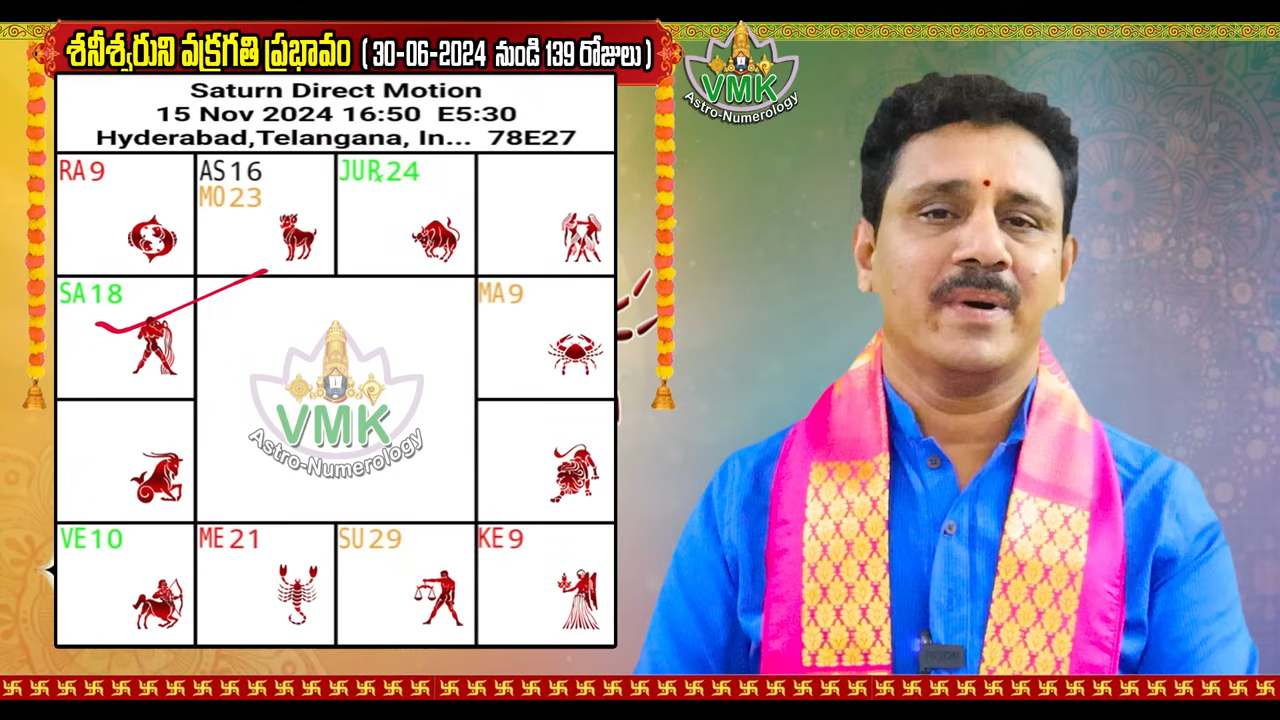 శనీశ్వరుని వక్రగతి ప్రభావం ( 30-06-2024 నుండి 139 రోజులు )
VMK
Astro-Numerology
Saturn Direct Motion
15 Nov 2024 16:50 E5:30
Hyderabad,Telangana, In... 78E27
RA 9
AS 16
MO 23
JUR 24
SA 18
MA 9
VMK
Astro-Numerology
VE 10
ME 21
SU 29
KE 9